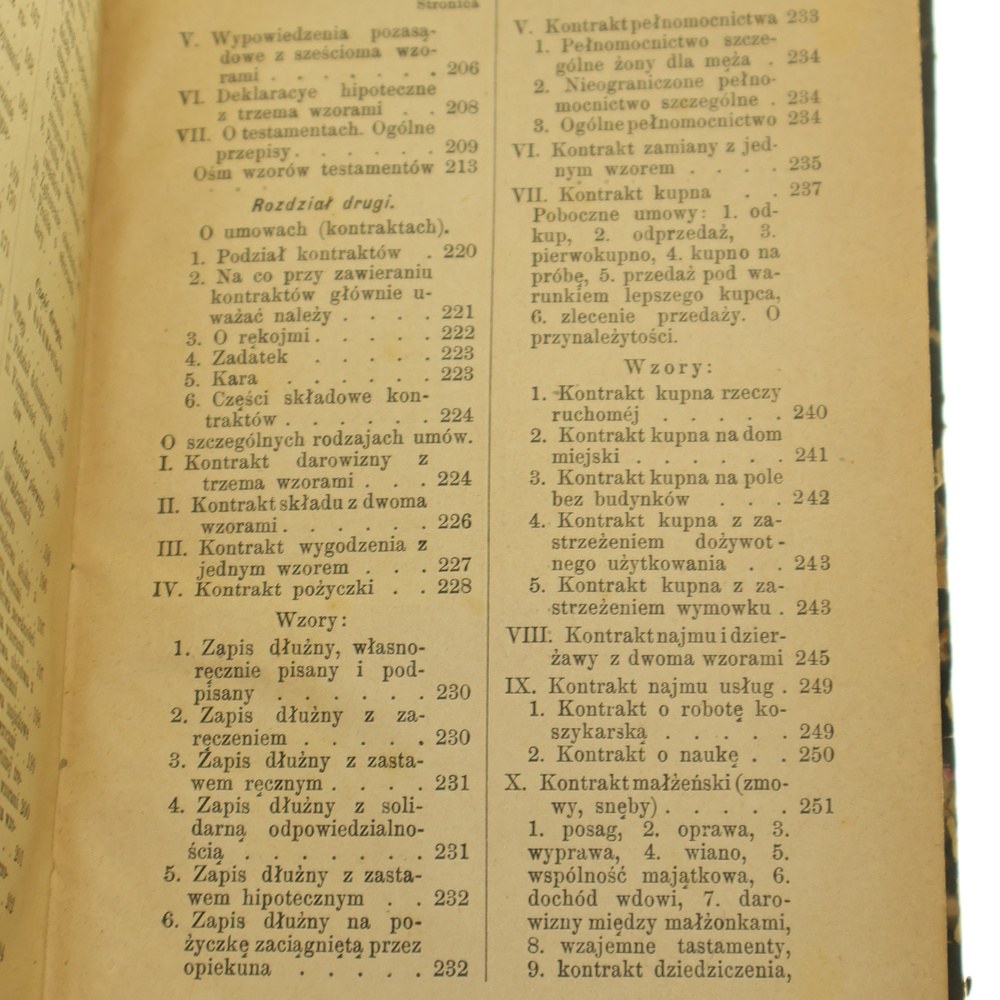 Stronica
V. Wypowiedzenia pozasą-
dowe z sześcioma wzo-
rami . . . . . . . 206
VI. Deklaracye hipoteczne
z trzema wzorami . . 208
VII. O testamentach. Ogólne
przepisy . . . . . . 209
Ośm wzorów testamentów 213
Rozdział drugi.
O umowach (kontraktach).
1. Podział kontraktów . 220
2. Na co przy zawieraniu
kontraktów głównie u-
ważać należy . . . . 221
3. O rękojmi . . . . . 222
4. Zadatek . . . . . 223
5. Kara . . . . . . 223
6. Części składowe kon-
traktów . . . . . . 224
O szczególnych rodzajach umów.
I. Kontrakt darowizny z
trzema wzorami . . . 224
II. Kontrakt składu z dwoma
wzorami . . . . . . 226
III. Kontrakt wygodzenia z
jednym wzorem . . . 227
IV. Kontrakt pożyczki . . 228
Wzory:
1. Zapis dłużny, własno-
ręcznie pisany i pod-
pisany . . . . . . 230
2. Zapis dłużny z za-
ręczeniem . . . . . 230
3. Zapis dłużny z zasta-
wem ręcznym . . . . 231
4. Zapis dłużny z soli-
darną odpowiedzialno-
ścią . . . . . . . 231
5. Zapis dłużny z zasta-
wem hipotecznym . . 232
6. Zapis dłużny na po-
życzkę zaciągniętą przez
opiekuna . . . . . 232
V. Kontrakt pełnomocnictwa 233
1. Pełnomocnictwo szcze-
gólne żony dla męża . 234
2. Nieograniczone pełno-
mocnictwo szczególne . 234
3. Ogólne pełnomocnictwo 234
VI. Kontrakt zamiany z jed-
nym wzorem . . . . 235
VII. Kontrakt kupna . . 237
Poboczne umowy: 1. od-
kup, 2. odprzedaż, 3.
pierwokupno, 4. kupno na
próbę, 5. przedaż pod wa-
runkiem lepszego kupca,
6. zlecenie przedaży. O
przynależytości.
Wzory:
1. Kontrakt kupna rzeczy
ruchoméj . . . . . 240
2. Kontrakt kupna na dom
miejski . . . . . . 241
3. Kontrakt kupna na pole
bez budynków . . . 242
4. Kontrakt kupna z za-
strzeżeniem dożywot-
nego użytkowania . . 243
5. Kontrakt kupna z za-
strzeżeniem wymowku . 243
VIII. Kontrakt najmu i dzier-
żawy z dwoma wzorami 245
IX. Kontrakt najmu usług . 249
1. Kontrakt o robotę ko-
szykarską . . . . . 249
2. Kontrakt o naukę . . 250
X. Kontrakt małżeński (zmo-
wy, snęby) . . . . . 251
1. posag, 2. oprawa, 3.
wyprawa, 4. wiano, 5.
wspólność majątkowa, 6.
dochód wdowi, 7. daro-
wizny między małżonkami,
8. wzajemne tastamenty,
9. kontrakt dziedziczenia,